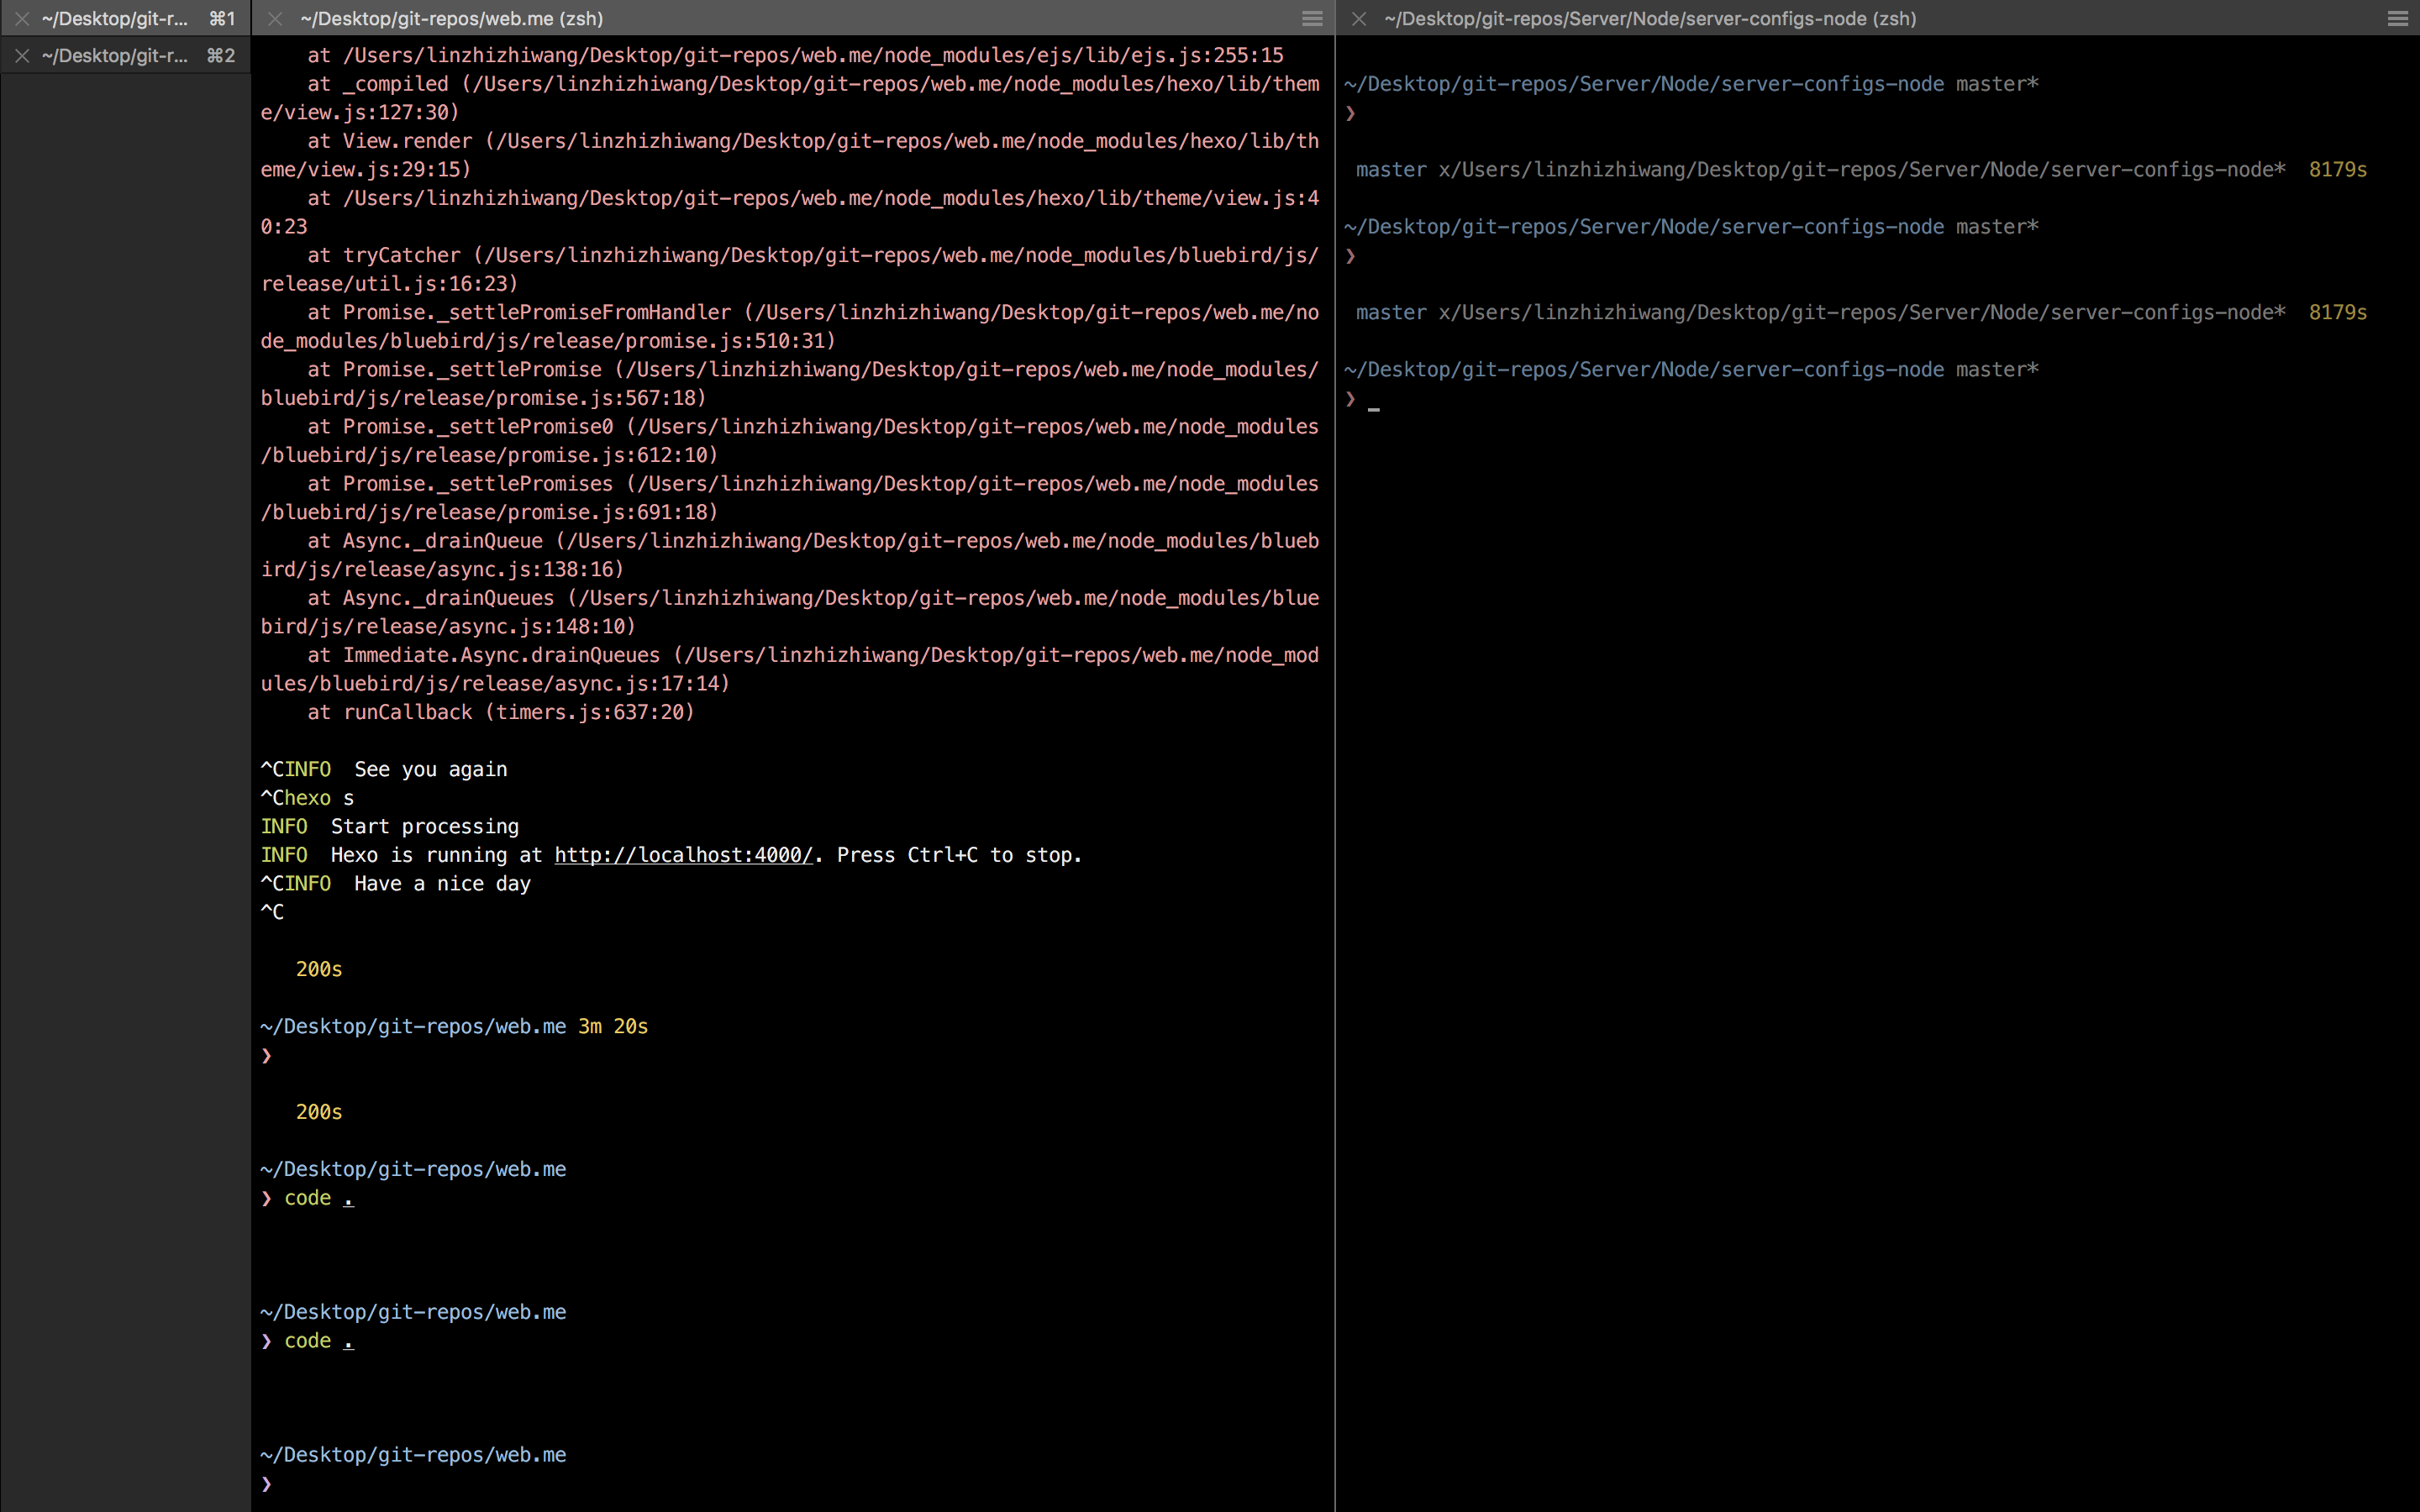 ~/Desktop/git-r... ⌘1
~/Desktop/git-r... ⌘2
~/Desktop/git-repos/web.me (zsh)
    at /Users/linzhizhiwang/Desktop/git-repos/web.me/node_modules/ejs/lib/ejs.js:255:15
    at _compiled (/Users/linzhizhiwang/Desktop/git-repos/web.me/node_modules/hexo/lib/them
e/view.js:127:30)
    at View.render (/Users/linzhizhiwang/Desktop/git-repos/web.me/node_modules/hexo/lib/th
eme/view.js:29:15)
    at /Users/linzhizhiwang/Desktop/git-repos/web.me/node_modules/hexo/lib/theme/view.js:4
0:23
    at tryCatcher (/Users/linzhizhiwang/Desktop/git-repos/web.me/node_modules/bluebird/js/
release/util.js:16:23)
    at Promise._settlePromiseFromHandler (/Users/linzhizhiwang/Desktop/git-repos/web.me/no
de_modules/bluebird/js/release/promise.js:510:31)
    at Promise._settlePromise (/Users/linzhizhiwang/Desktop/git-repos/web.me/node_modules/
bluebird/js/release/promise.js:567:18)
    at Promise._settlePromise0 (/Users/linzhizhiwang/Desktop/git-repos/web.me/node_modules
/bluebird/js/release/promise.js:612:10)
    at Promise._settlePromises (/Users/linzhizhiwang/Desktop/git-repos/web.me/node_modules
/bluebird/js/release/promise.js:691:18)
    at Async._drainQueue (/Users/linzhizhiwang/Desktop/git-repos/web.me/node_modules/blueb
ird/js/release/async.js:138:16)
    at Async._drainQueues (/Users/linzhizhiwang/Desktop/git-repos/web.me/node_modules/blue
bird/js/release/async.js:148:10)
    at Immediate.Async.drainQueues (/Users/linzhizhiwang/Desktop/git-repos/web.me/node_mod
ules/bluebird/js/release/async.js:17:14)
    at runCallback (timers.js:637:20)
^CINFO  See you again
^Chexo s
INFO  Start processing
INFO  Hexo is running at http://localhost:4000/. Press Ctrl+C to stop.
^CINFO  Have a nice day
^C
   200s
~/Desktop/git-repos/web.me 3m 20s
❯
   200s
~/Desktop/git-repos/web.me
❯ code .
~/Desktop/git-repos/web.me
❯ code .
~/Desktop/git-repos/web.me
❯
~/Desktop/git-repos/Server/Node/server-configs-node (zsh)
~/Desktop/git-repos/Server/Node/server-configs-node master*
❯
 master x/Users/linzhizhiwang/Desktop/git-repos/Server/Node/server-configs-node*  8179s
~/Desktop/git-repos/Server/Node/server-configs-node master*
❯
 master x/Users/linzhizhiwang/Desktop/git-repos/Server/Node/server-configs-node*  8179s
~/Desktop/git-repos/Server/Node/server-configs-node master*
❯ _